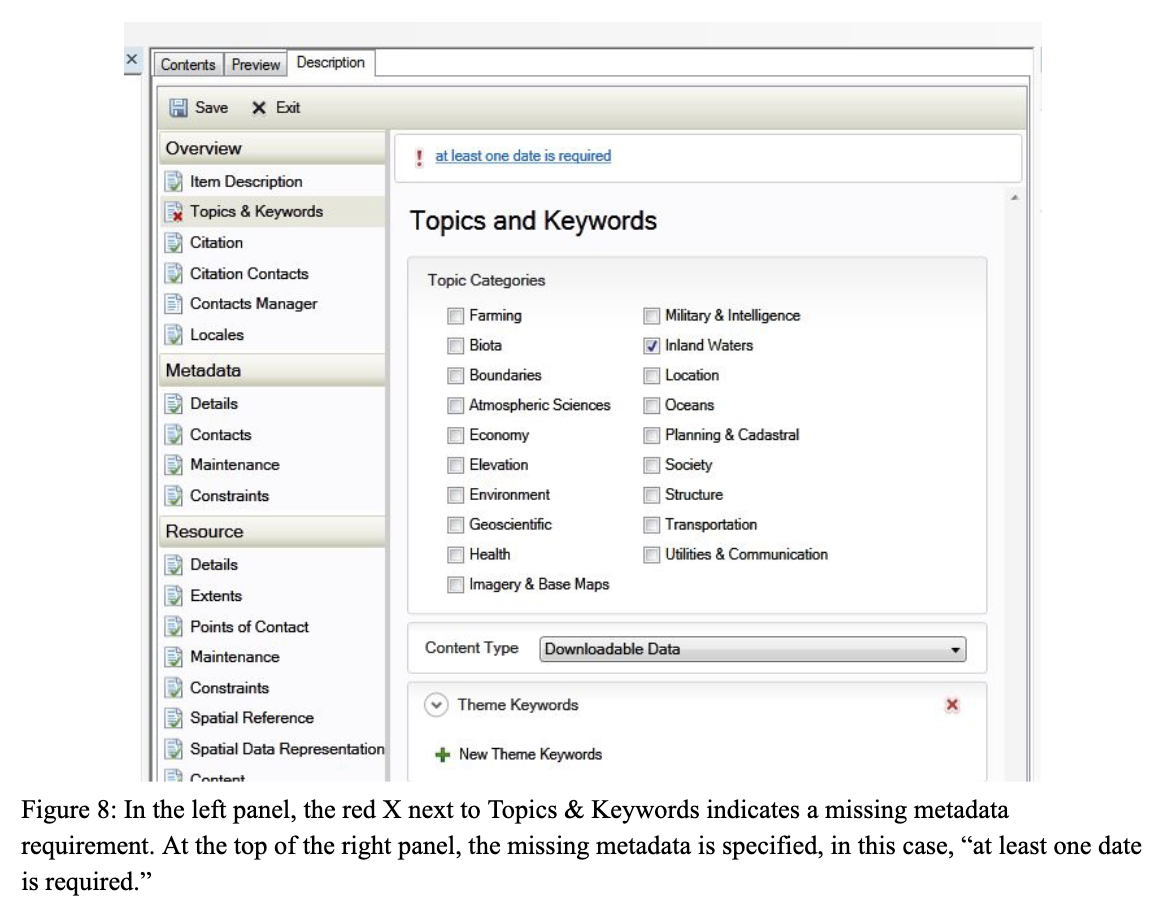 Contents Preview Description
Save Exit
Overview
Item Description
Topics & Keywords
Citation
Citation Contacts
Contacts Manager
Locales
Metadata
Details
Contacts
Maintenance
Constraints
Resource
Details
Extents
Points of Contact
Maintenance
Constraints
Spatial Reference
Spatial Data Representation
Content
at least one date is required
Topics and Keywords
Topic Categories
Farming
Biota
Boundaries
Atmospheric Sciences
Economy
Elevation
Environment
Geoscientific
Health
Imagery & Base Maps
Military & Intelligence
Inland Waters
Location
Oceans
Planning & Cadastral
Society
Structure
Transportation
Utilities & Communication
Content Type Downloadable Data
Theme Keywords
New Theme Keywords
Figure 8: In the left panel, the red X next to Topics & Keywords indicates a missing metadata
requirement. At the top of the right panel, the missing metadata is specified, in this case, “at least one date
is required.”